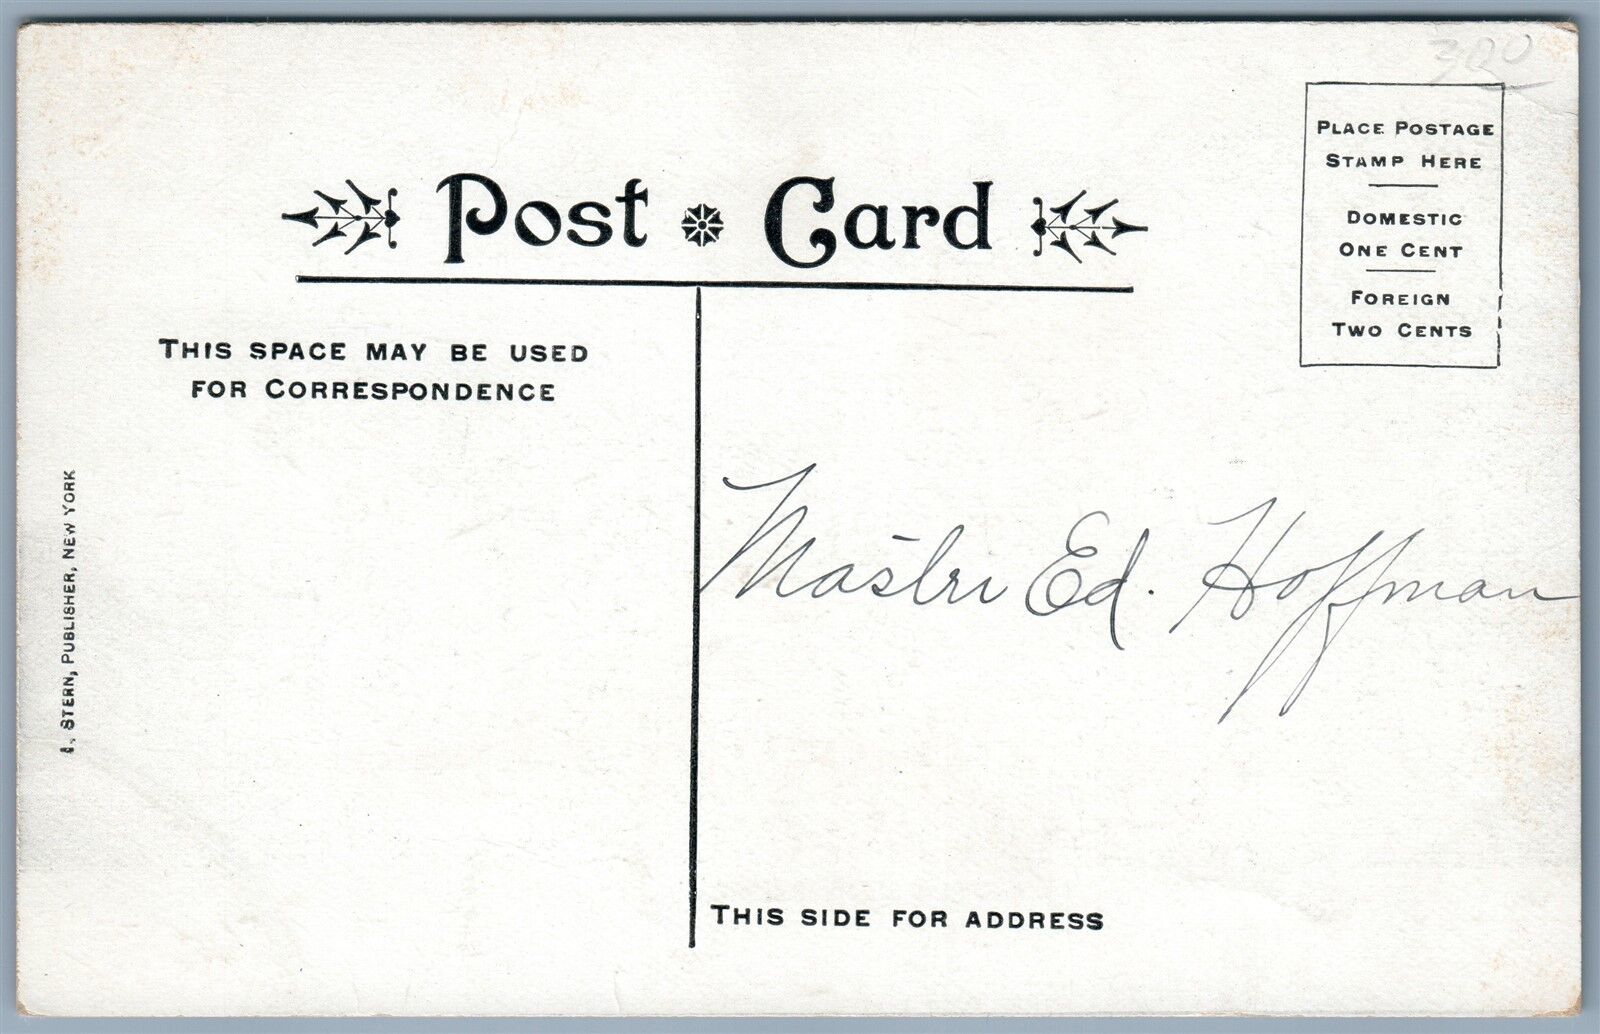 300
PLACE POSTAGE
STAMP HERE
DOMESTIC
ONE CENT
FOREIGN
TWO CENTS
Post Card
THIS SPACE MAY BE USED
FOR CORRESPONDENCE
I. STERN, PUBLISHER, NEW YORK
Mastri Ed. Hoffman
THIS SIDE FOR ADDRESS